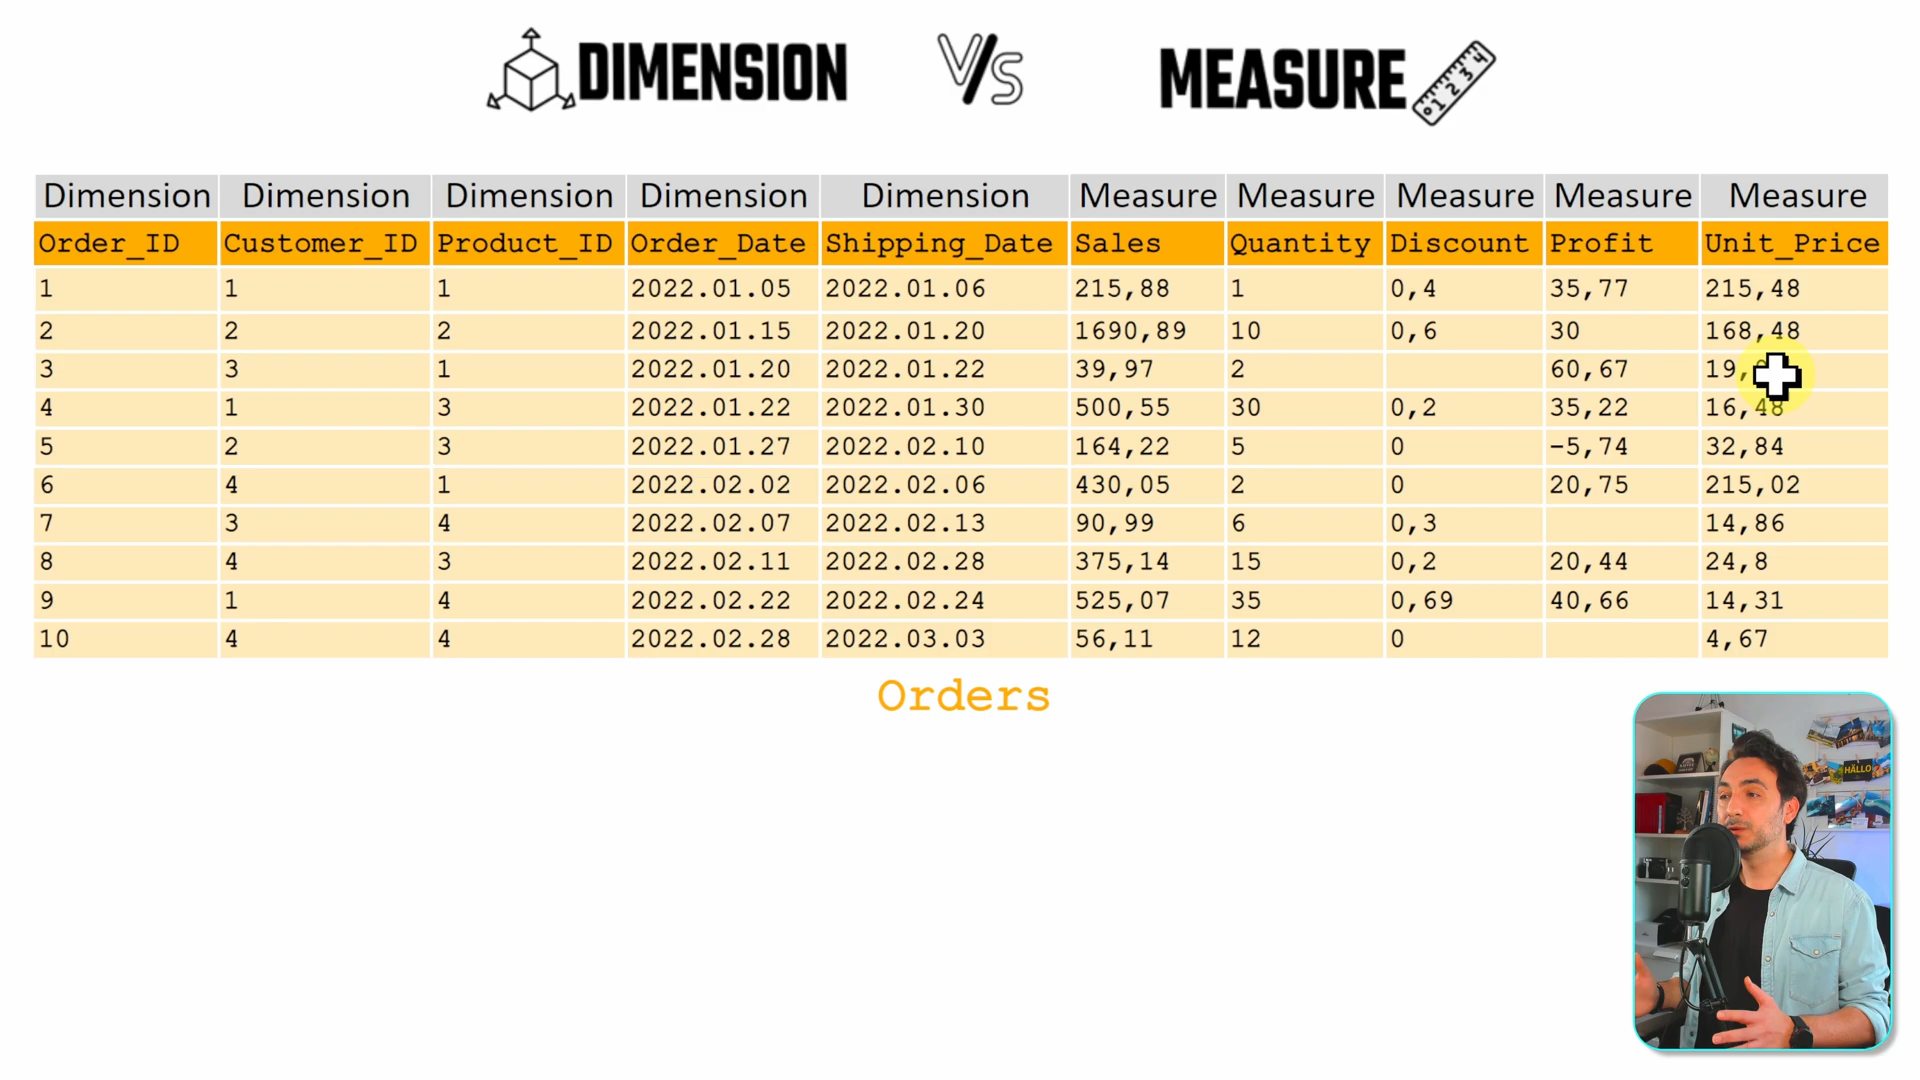 DIMENSION VS MEASURE
Dimension Dimension Dimension Dimension Dimension Measure Measure Measure Measure Measure
Order_ID Customer_ID Product_ID Order_Date Shipping_Date Sales Quantity Discount Profit Unit_Price
1 1 1 2022.01.05 2022.01.06 215,88 1 0,4 35,77 215,48
2 2 2 2022.01.15 2022.01.20 1690,89 10 0,6 30 168,48
3 3 1 2022.01.20 2022.01.22 39,97 2 60,67
4 1 3 2022.01.22 2022.01.30 500,55 30 0,2 35,22 16,48
5 2 3 2022.01.27 2022.02.10 164,22 5 0 -5,74 32,84
6 4 1 2022.02.02 2022.02.06 430,05 2 0 20,75 215,02
7 3 4 2022.02.07 2022.02.13 90,99 6 0,3 14,86
8 4 3 2022.02.11 2022.02.28 375,14 15 0,2 20,44 24,8
9 1 4 2022.02.22 2022.02.24 525,07 35 0,69 40,66 14,31
10 4 4 2022.02.28 2022.03.03 56,11 12 0 4,67
Orders
HALLO